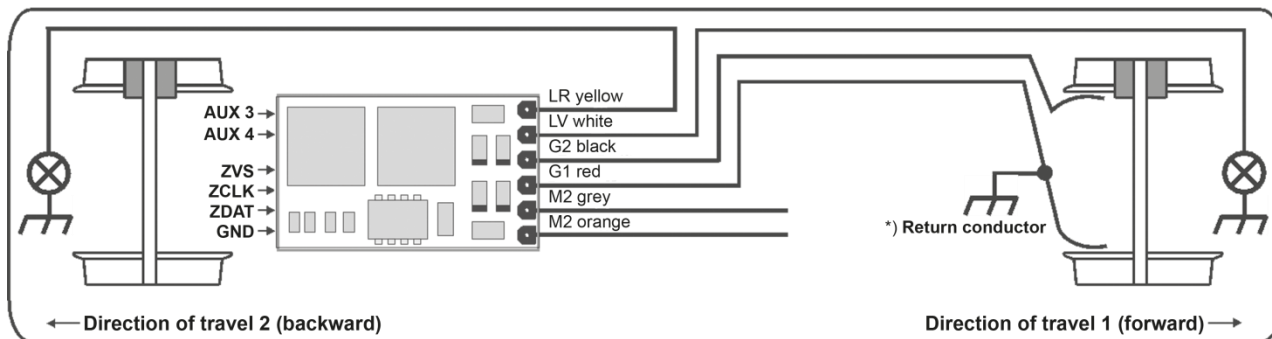 LR yellow
AUX 3
LV white
AUX 4
G2 black
ZVS
G1 red
ZCLK
M2 grey
ZDAT
M2 orange
GND
*) Return conductor
Direction of travel 2 (backward)
Direction of travel 1 (forward)